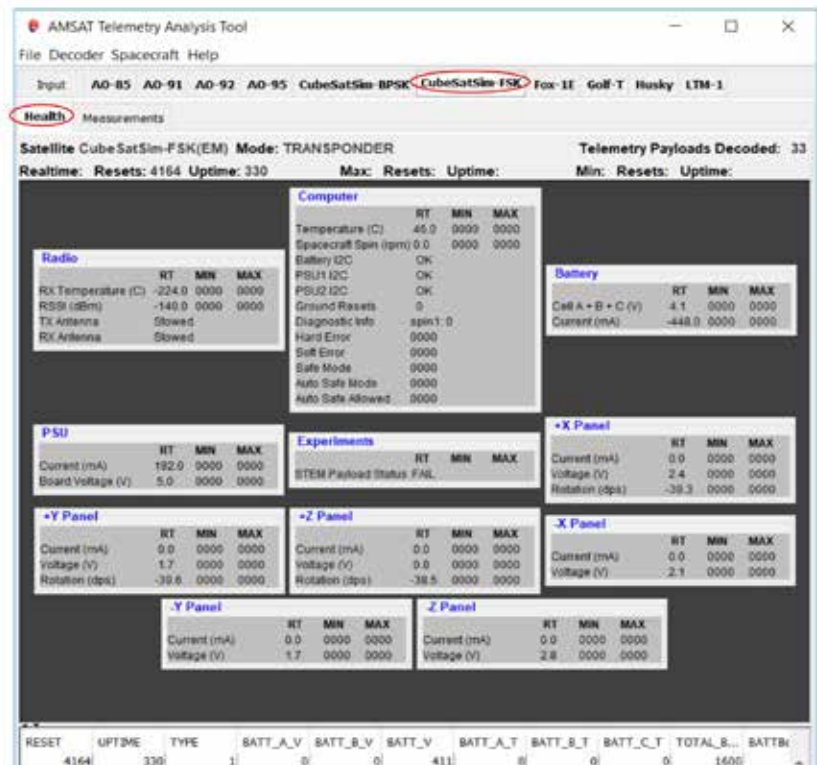 AMSAT Telemetry Analysis Tool
File Decoder Spacecraft Help
Input AO-85 AO-91 AO-92 AO-95 CubeSatSim-BPSK CubeSatSim-FSK Fox-1E Golf-T Husky LTM-1
Health Measurements
Satellite CubeSatSim-FSK(EM) Mode: TRANSPONDER Telemetry Payloads Decoded: 33
Realtime: Resets: 4164 Uptime: 330 Max: Resets: Uptime: Min: Resets: Uptime:
Computer
RT MIN MAX
Temperature (C) 45.0 0000 0000
Spacecraft Spin (rpm) 0.0 0000 0000
Battery I2C OK
PSU1 I2C OK
PSU2 I2C OK
Ground Resets 0
Diagnostic Info spin1: 0
Hard Error 0000
Soft Error 0000
Safe Mode 0000
Auto Safe Mode 0000
Auto Safe Allowed 0000
Radio
RT MIN MAX
RX Temperature (C) -224.0 0000 0000
RSSI (dBm) -140.0 0000 0000
TX Antenna Stowed
RX Antenna Stowed
Battery
RT MIN MAX
Cell A + B + C (V) 4.1 0000 0000
Current (mA) -448.0 0000 0000
PSU
RT MIN MAX
Current (mA) 192.0 0000 0000
Board Voltage (V) 5.0 0000 0000
Experiments
RT MIN MAX
STEM Payload Status FAIL
+X Panel
RT MIN MAX
Current (mA) 0.0 0000 0000
Voltage (V) 2.4 0000 0000
Rotation (dps) -39.3 0000 0000
+Y Panel
RT MIN MAX
Current (mA) 0.0 0000 0000
Voltage (V) 1.7 0000 0000
Rotation (dps) -39.6 0000 0000
+Z Panel
RT MIN MAX
Current (mA) 0.0 0000 0000
Voltage (V) 0.8 0000 0000
Rotation (dps) -38.5 0000 0000
-X Panel
RT MIN MAX
Current (mA) 0.0 0000 0000
Voltage (V) 2.1 0000 0000
-Y Panel
RT MIN MAX
Current (mA) 0.0 0000 0000
Voltage (V) 1.7 0000 0000
-Z Panel
RT MIN MAX
Current (mA) 0.0 0000 0000
Voltage (V) 2.8 0000 0000
RESET UPTIME TYPE BATT_A_V BATT_B_V BATT_V BATT_A_T BATT_B_T BATT_C_T TOTAL_B...
4164 330 1 0 0 411 0 0 0 1600